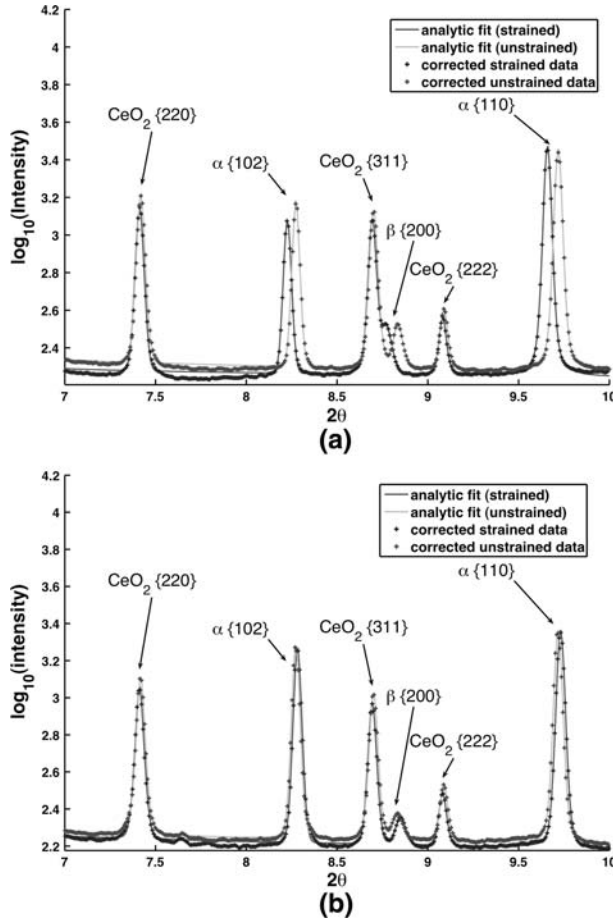 4.2
4
3.8
3.6
3.4
3.2
3
2.8
2.6
2.4
log10(Intensity)
analytic fit (strained)
analytic fit (unstrained)
corrected strained data
corrected unstrained data
CeO2 {220}
α {102}
CeO2 {311}
β {200}
CeO2 {222}
α {110}
7 7.5 8 8.5 9 9.5 10
2θ
(a)
4.2
4
3.8
3.6
3.4
3.2
3
2.8
2.6
2.4
2.2
log10(intensity)
analytic fit (strained)
analytic fit (unstrained)
corrected strained data
corrected unstrained data
CeO2 {220}
α {102}
CeO2 {311}
β {200}
CeO2 {222}
α {110}
7 7.5 8 8.5 9 9.5 10
2θ
(b)